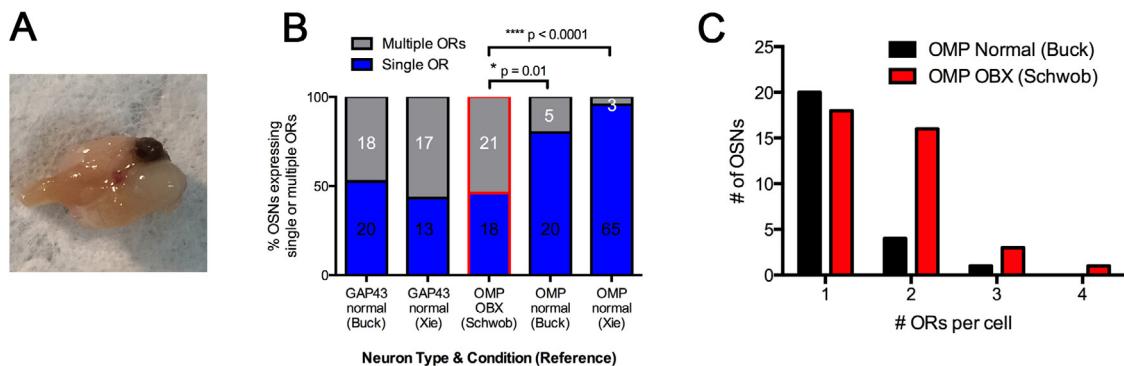 A
B
Multiple ORs
Single OR
**** p < 0.0001
* p = 0.01
% OSNs expressing
single or multiple ORs
100
50
0
18
17
21
5
3
20
13
18
20
65
GAP43
normal
(Buck)
GAP43
normal
(Xie)
OMP
OBX
(Schwob)
OMP
normal
(Buck)
OMP
normal
(Xie)
Neuron Type & Condition (Reference)
C
OMP Normal (Buck)
OMP OBX (Schwob)
# of OSNs
25
20
15
10
5
0
1
2
3
4
# ORs per cell